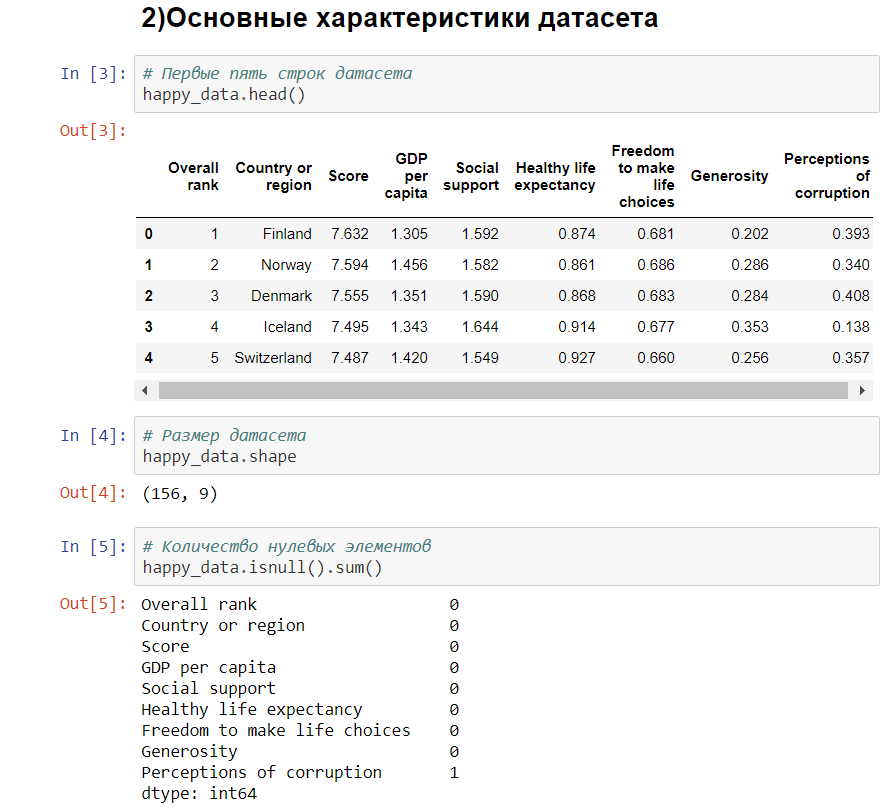 2)Основные характеристики датасета
In [3]: # Первые пять строк датасета
happy_data.head()
Out[3]:
Overall rank Country or region Score GDP per capita Social support Healthy life expectancy Freedom to make life choices Generosity Perceptions of corruption
0 1 Finland 7.632 1.305 1.592 0.874 0.681 0.202 0.393
1 2 Norway 7.594 1.456 1.582 0.861 0.686 0.286 0.340
2 3 Denmark 7.555 1.351 1.590 0.868 0.683 0.284 0.408
3 4 Iceland 7.495 1.343 1.644 0.914 0.677 0.353 0.138
4 5 Switzerland 7.487 1.420 1.549 0.927 0.660 0.256 0.357
In [4]: # Размер датасета
happy_data.shape
Out[4]: (156, 9)
In [5]: # Количество нулевых элементов
happy_data.isnull().sum()
Out[5]: Overall rank 0
Country or region 0
Score 0
GDP per capita 0
Social support 0
Healthy life expectancy 0
Freedom to make life choices 0
Generosity 0
Perceptions of corruption 1
dtype: int64